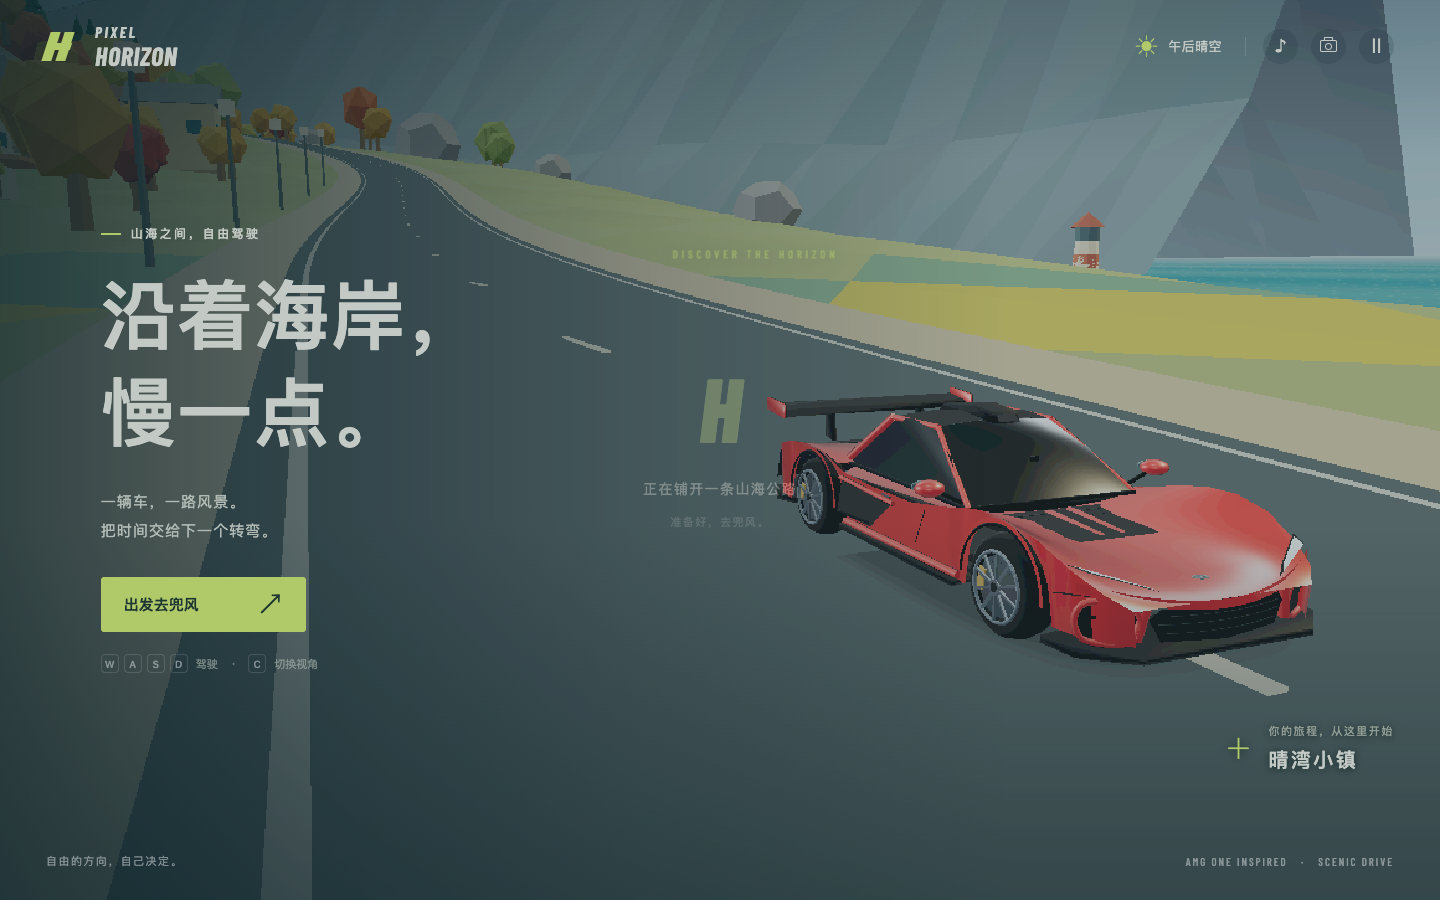 PIXEL
HORIZON
午后晴空
山海之间，自由驾驶
DISCOVER THE HORIZON
沿着海岸，
慢一点。
H
正在铺开一条山海公路
准备好，去兜风。
一辆车，一路风景。
把时间交给下一个转弯。
出发去兜风
W A S D 驾驶 · C 切换视角
你的旅程，从这里开始
晴湾小镇
自由的方向，自己决定。
AMG ONE INSPIRED · SCENIC DRIVE